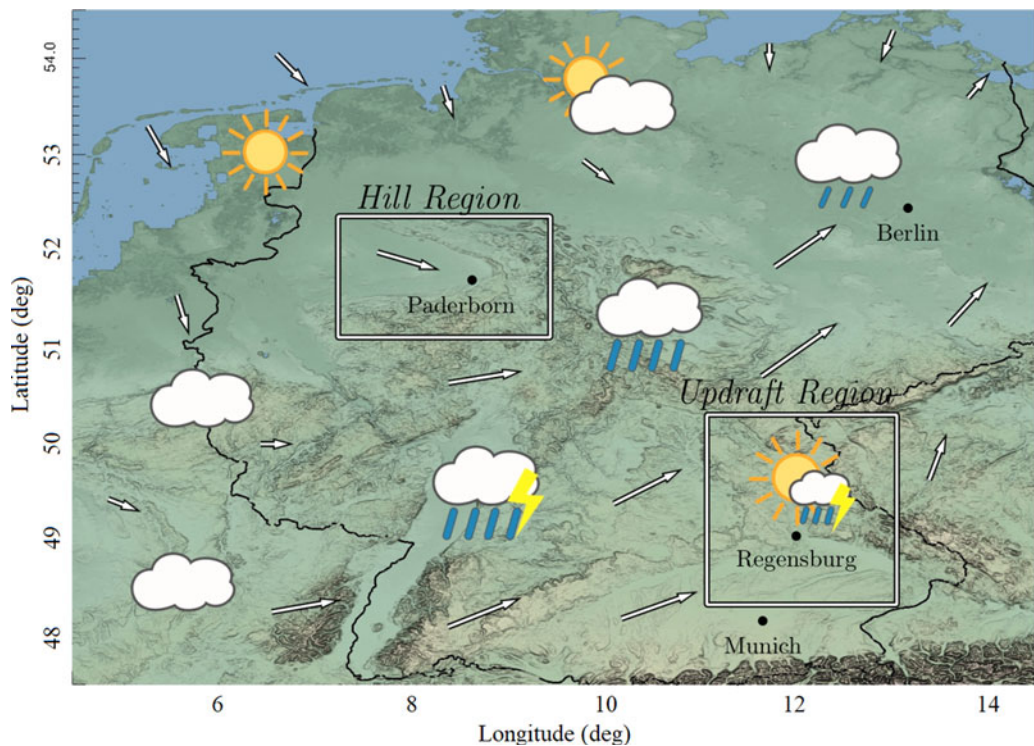 54.0
53
52
51
50
49
48
Latitude (deg)
Hill Region
Paderborn
Berlin
Updraft Region
Regensburg
Munich
6
8
10
12
14
Longitude (deg)